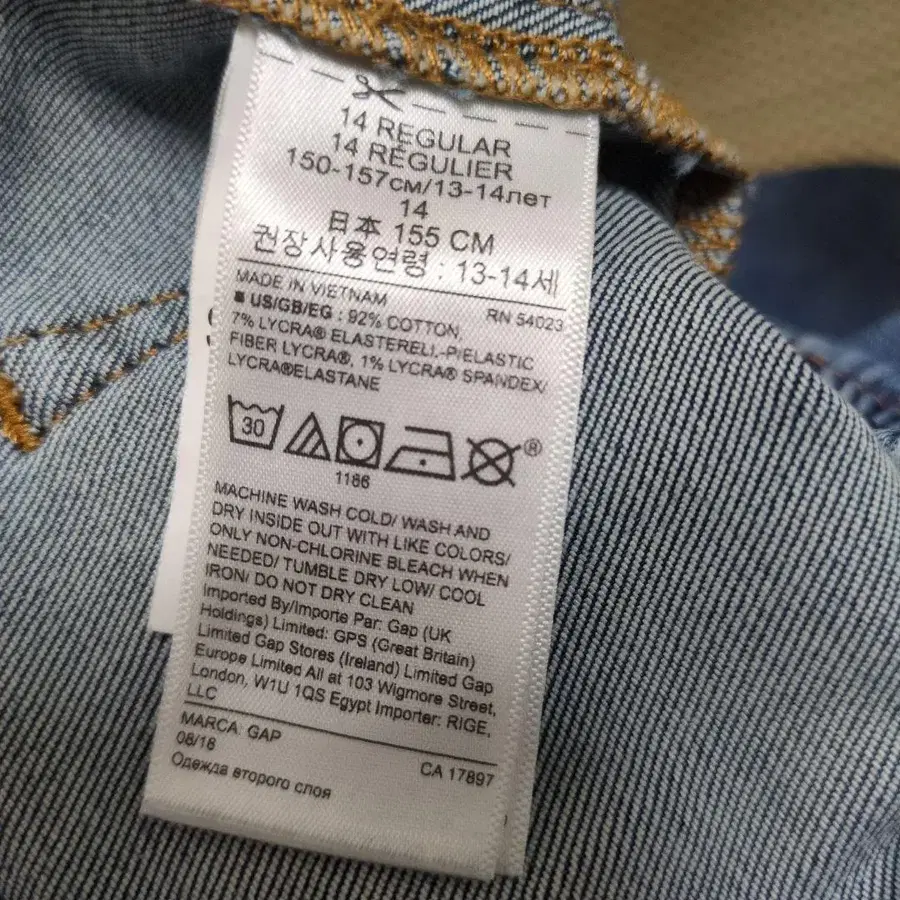 14 REGULAR
14 RÉGULIER
150-157см/13-14лет
14
日本 155 CM
권장사용연령 : 13-14세
MADE IN VIETNAM
RN 54023
■ US/GB/EG : 92% COTTON,
7% LYCRA® ELASTERELL-P/ELASTIC
FIBER LYCRA®, 1% LYCRA® SPANDEX/
LYCRA®ELASTANE
30
®
1186
MACHINE WASH COLD/ WASH AND
DRY INSIDE OUT WITH LIKE COLORS/
ONLY NON-CHLORINE BLEACH WHEN
NEEDED/ TUMBLE DRY LOW/ COOL
IRON/ DO NOT DRY CLEAN
Imported By/Importe Par: Gap (UK
Holdings) Limited: GPS (Great Britain)
Limited Gap Stores (Ireland) Limited Gap
Europe Limited All at 103 Wigmore Street,
London, W1U 1QS Egypt Importer: RIGE,
LLC
MARCA: GAP
08/18
CA 17897
Одежда второго слоя